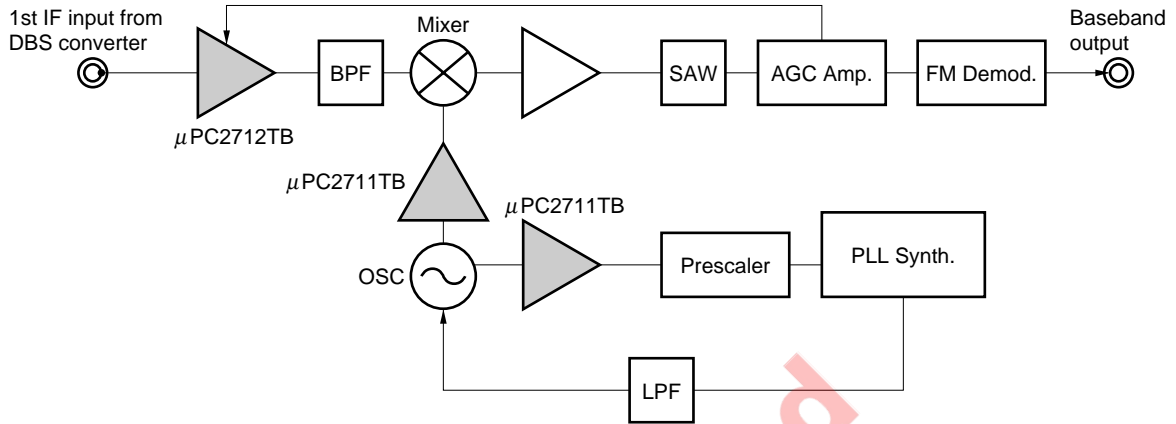 1st IF input from
DBS converter
Mixer
Baseband
output
BPF
SAW
AGC Amp.
FM Demod.
μPC2712TB
μPC2711TB
μPC2711TB
OSC
Prescaler
PLL Synth.
LPF